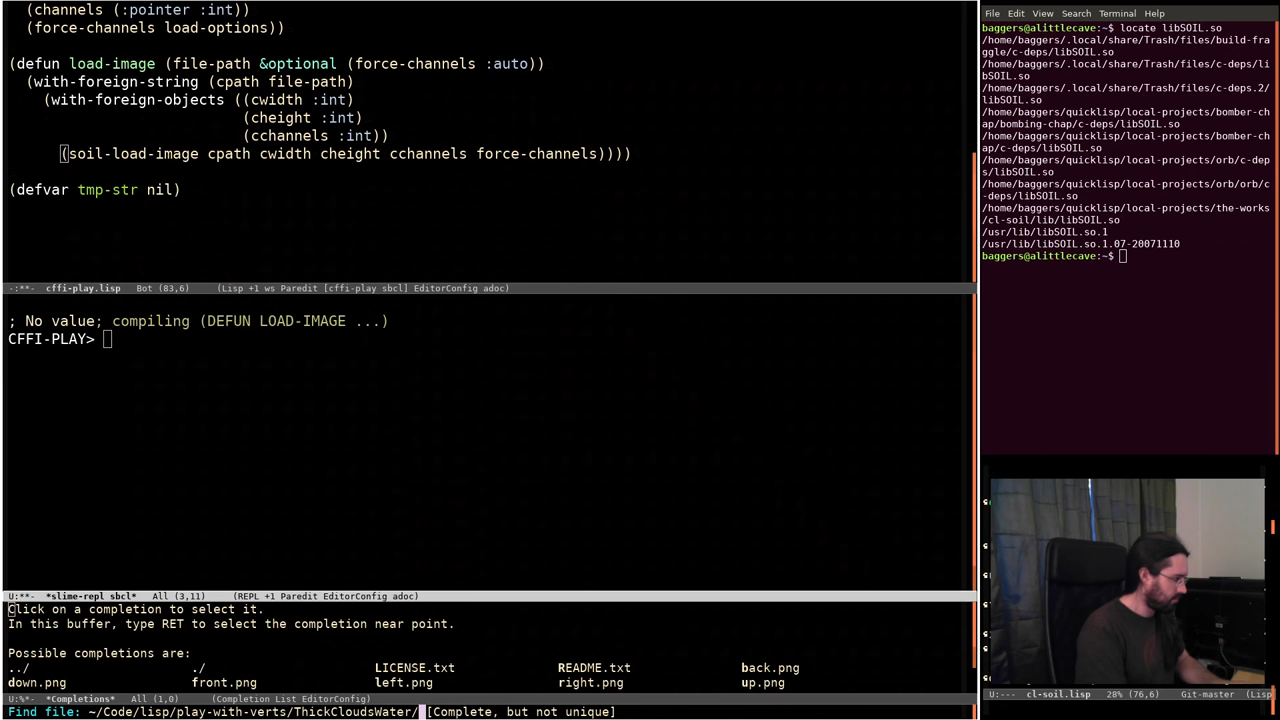 (channels (:pointer :int))
(force-channels load-options))
(defun load-image (file-path &optional (force-channels :auto))
(with-foreign-string (cpath file-path)
(with-foreign-objects ((cwidth :int)
(cheight :int)
(cchannels :int))
(soil-load-image cpath cwidth cheight cchannels force-channels))))
(defvar tmp-str nil)
-:**- cffi-play.lisp Bot (83,6) (Lisp +1 ws Paredit [cffi-play sbcl] EditorConfig adoc)
; No value; compiling (DEFUN LOAD-IMAGE ...)
CFFI-PLAY>
U:**- *slime-repl sbcl* All (3,11) (REPL +1 Paredit EditorConfig adoc)
Click on a completion to select it.
In this buffer, type RET to select the completion near point.
Possible completions are:
../ ./ LICENSE.txt README.txt back.png
down.png front.png left.png right.png up.png
U:%*- *Completions* All (1,0) (Completion List EditorConfig)
Find file: ~/Code/lisp/play-with-verts/ThickCloudsWater/ [Complete, but not unique]
File Edit View Search Terminal Help
baggers@alittlecave:~$ locate libSOIL.so
/home/baggers/.local/share/Trash/files/build-fra
ggle/c-deps/libSOIL.so
/home/baggers/.local/share/Trash/files/c-deps/li
bSOIL.so
/home/baggers/.local/share/Trash/files/c-deps.2/
libSOIL.so
/home/baggers/quicklisp/local-projects/bomber-ch
ap/bombing-chap/c-deps/libSOIL.so
/home/baggers/quicklisp/local-projects/bomber-ch
ap/c-deps/libSOIL.so
/home/baggers/quicklisp/local-projects/orb/c-dep
s/libSOIL.so
/home/baggers/quicklisp/local-projects/orb/orb/c
-deps/libSOIL.so
/home/baggers/quicklisp/local-projects/the-works
/cl-soil/lib/libSOIL.so
/usr/lib/libSOIL.so.1
/usr/lib/libSOIL.so.1.07-20071110
baggers@alittlecave:~$
U:--- cl-soil.lisp 28% (76,6) Git-master (Lisp